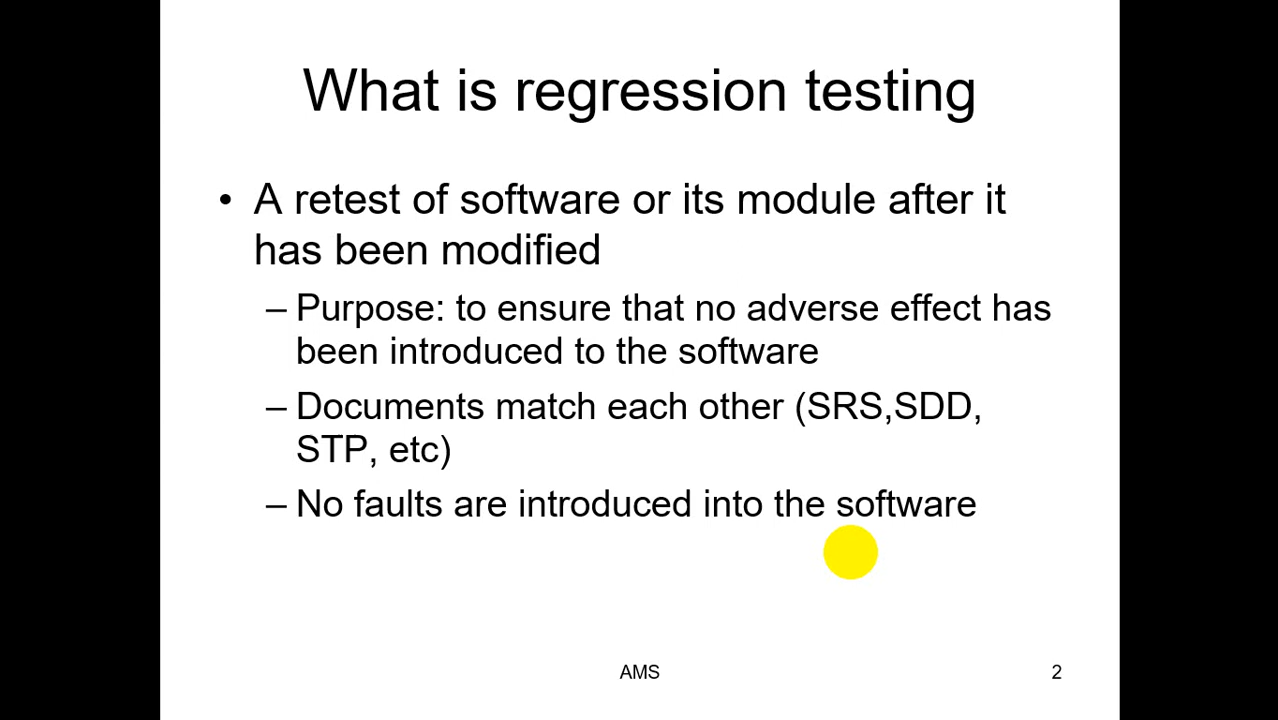 What is regression testing
• A retest of software or its module after it
has been modified
– Purpose: to ensure that no adverse effect has
been introduced to the software
– Documents match each other (SRS,SDD,
STP, etc)
– No faults are introduced into the software
AMS
2